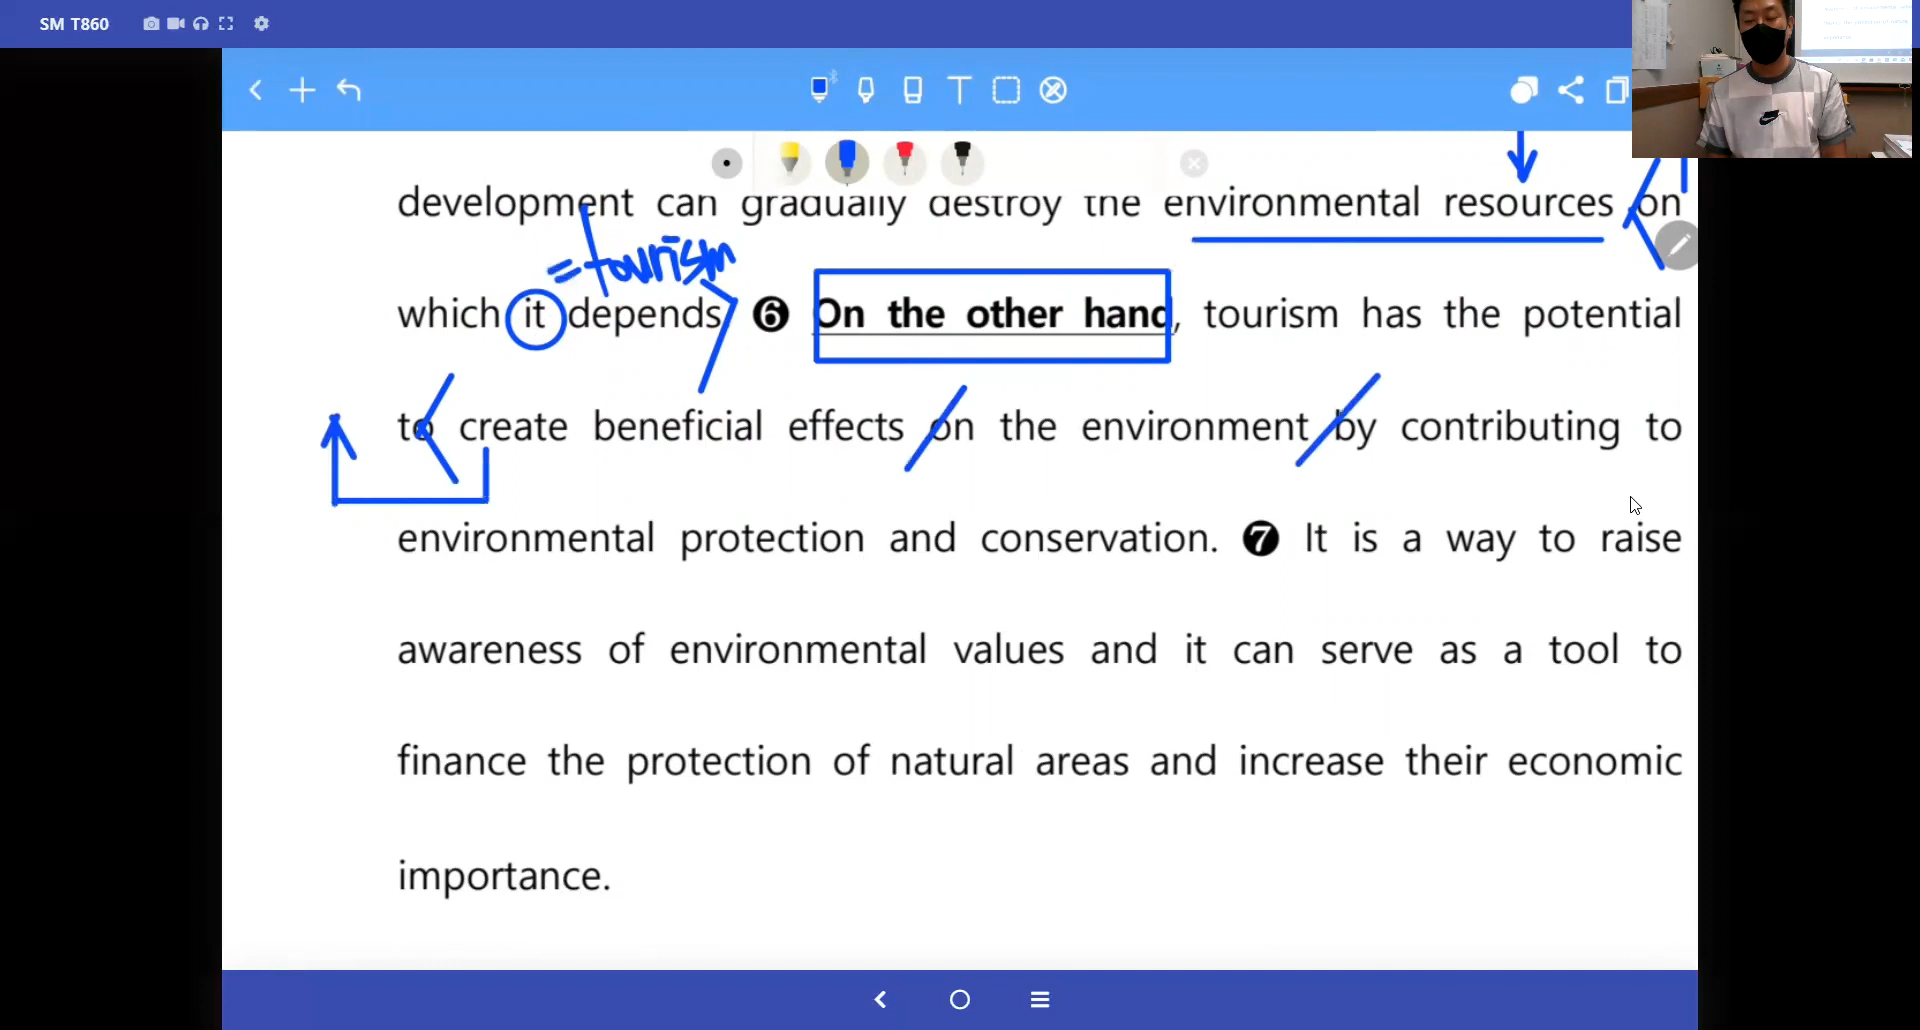 SM T860
development can gradually destroy the environmental resources on
= tourism
which it depends. ❻ On the other hand, tourism has the potential
to create beneficial effects on the environment by contributing to
environmental protection and conservation. ❼ It is a way to raise
awareness of environmental values and it can serve as a tool to
finance the protection of natural areas and increase their economic
importance.